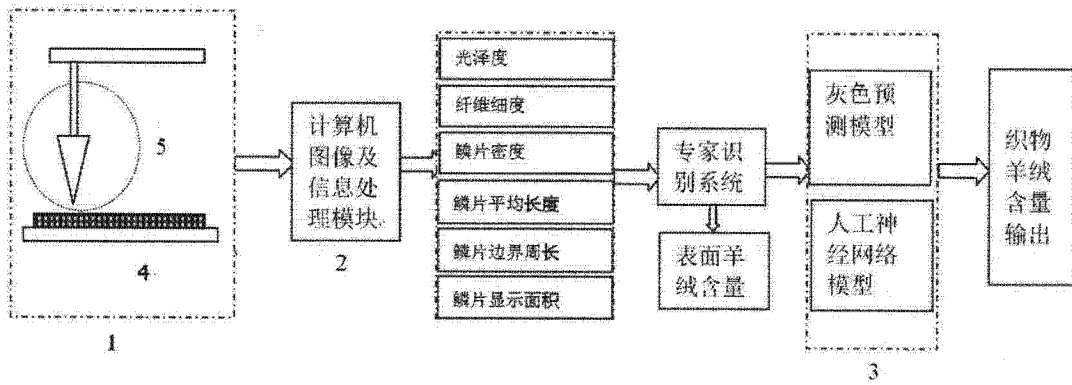 5
4
1
计算机
图像及
信息处
理模块
2
光泽度
纤维细度
鳞片密度
鳞片平均长度
鳞片边界周长
鳞片显示面积
专家识
别系统
表面羊
绒含量
灰色预
测模型
人工神
经网络
模型
3
织物
羊绒
含量
输出